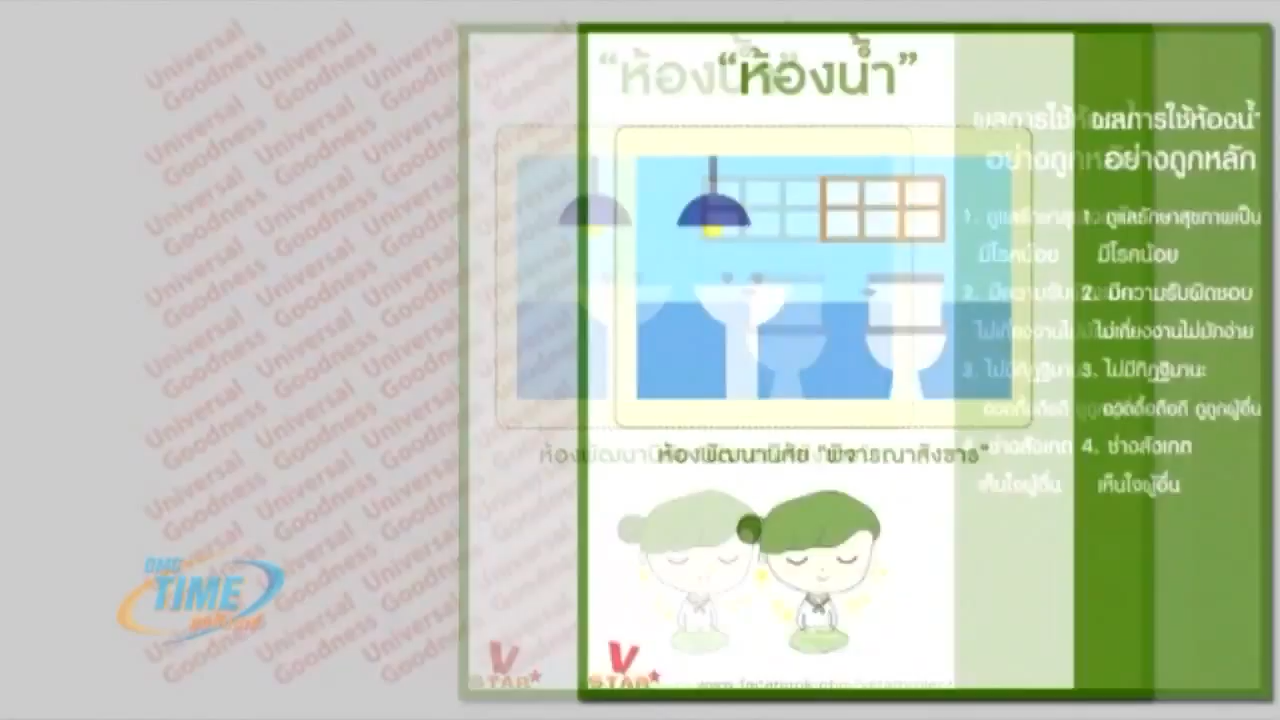 Universal
Goodness
"ห้องน้ำ"
ผลการใช้ห้องน้ำ
อย่างถูกหลัก
1. ดูแลรักษาสุขภาพเป็น
มีโรคน้อย
2. มีความรับผิดชอบ
ไม่เกี่ยงงานไม่มักง่าย
3. ไม่มีทิฏฐิมานะ
อวดดื้อถือดี ดูถูกผู้อื่น
4. ช่างสังเกต
เห็นใจผู้อื่น
ห้องพัฒนานิสัย "พิจารณาสังขาร"
DMC
TIME
V
STAR